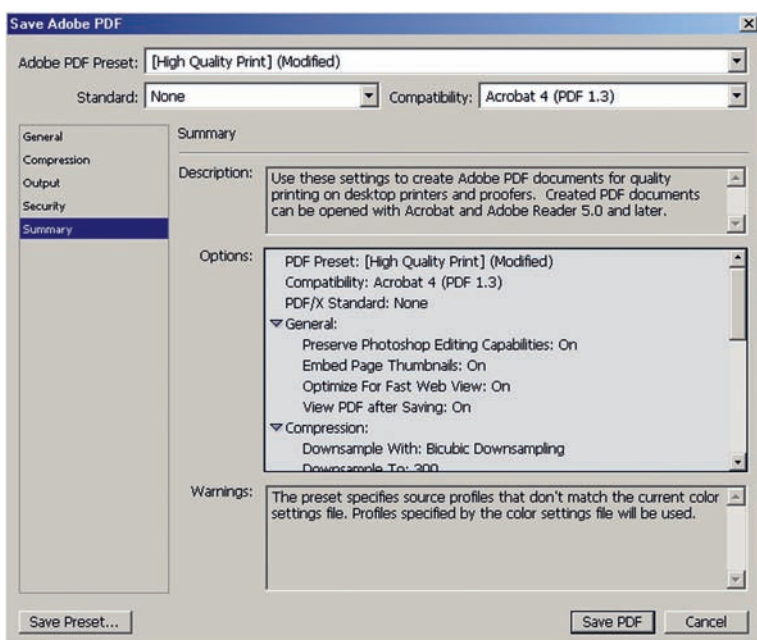 Save Adobe PDF
Adobe PDF Preset: [High Quality Print] (Modified)
Standard: None Compatibility: Acrobat 4 (PDF 1.3)
General
Compression
Output
Security
Summary
Summary
Description: Use these settings to create Adobe PDF documents for quality
printing on desktop printers and proofers. Created PDF documents
can be opened with Acrobat and Adobe Reader 5.0 and later.
Options: PDF Preset: [High Quality Print] (Modified)
Compatibility: Acrobat 4 (PDF 1.3)
PDF/X Standard: None
General:
Preserve Photoshop Editing Capabilities: On
Embed Page Thumbnails: On
Optimize For Fast Web View: On
View PDF after Saving: On
Compression:
Downsample With: Bicubic Downsampling
Downsample To: 300
Warnings: The preset specifies source profiles that don't match the current color
settings file. Profiles specified by the color settings file will be used.
Save Preset... Save PDF Cancel